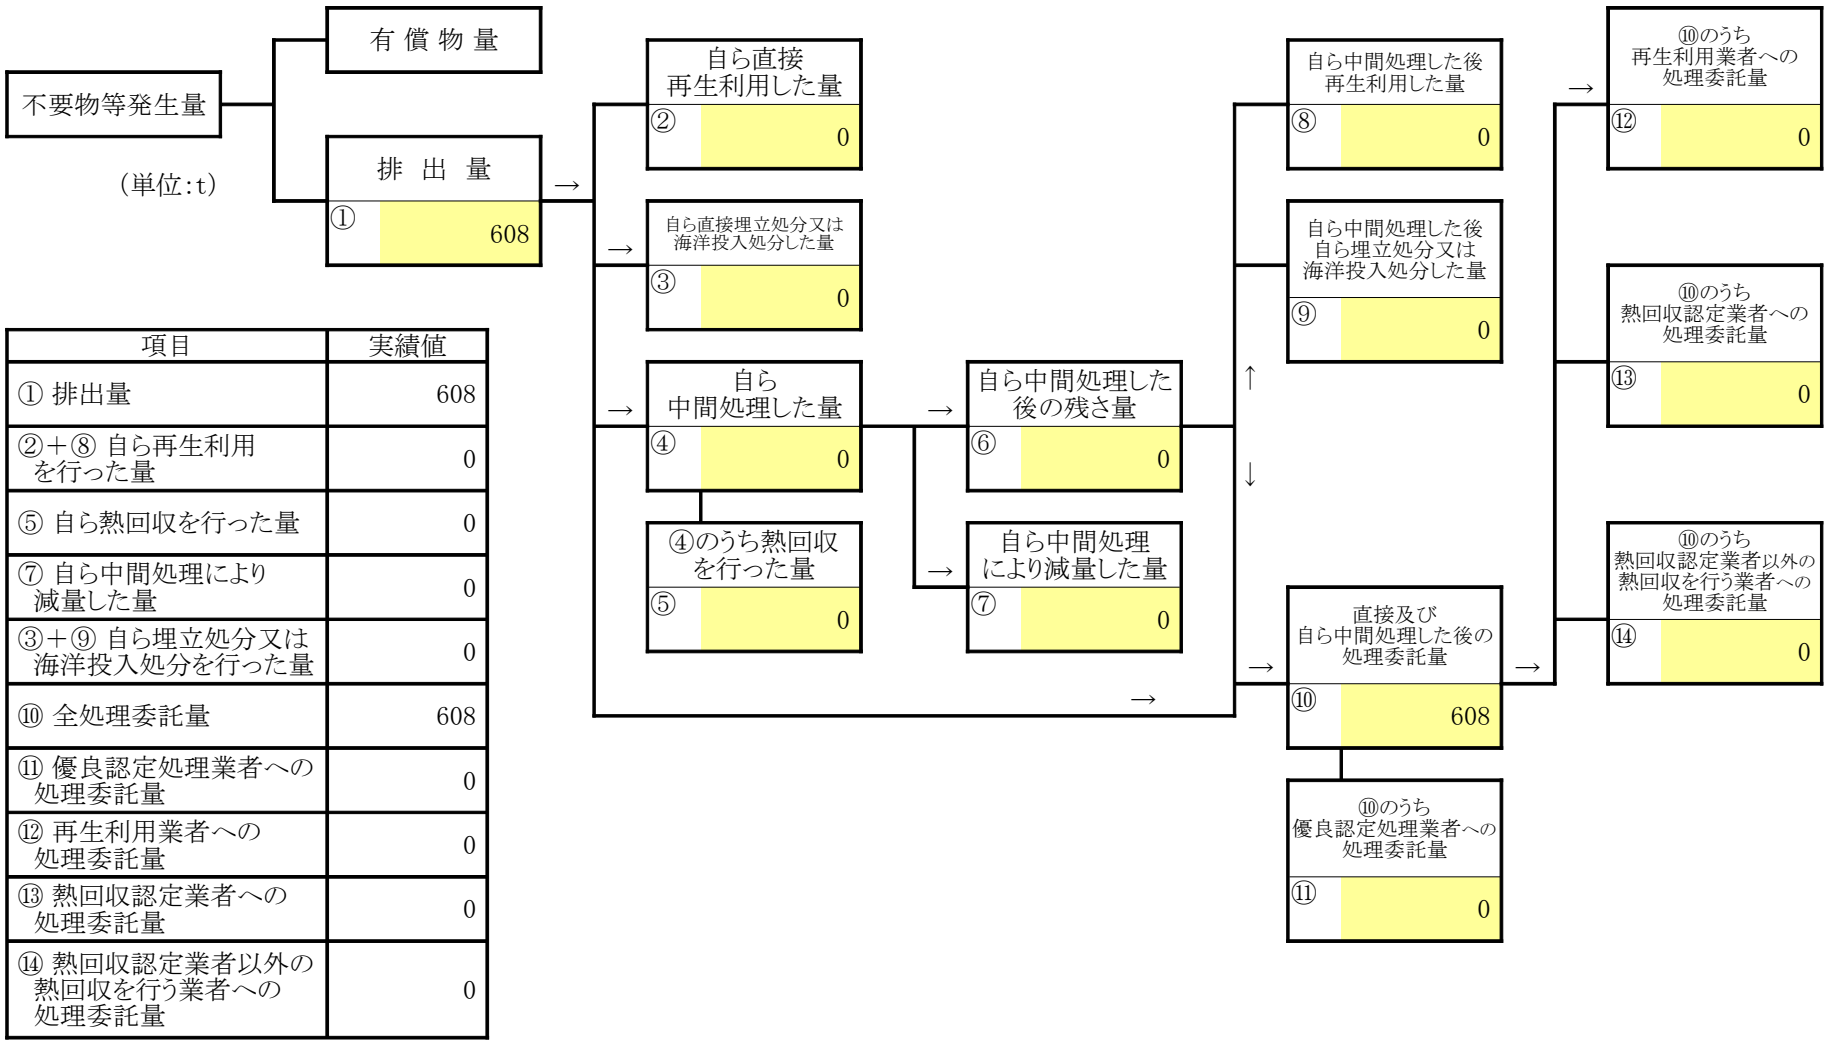 有 償 物 量
不要物等発生量
(単位:t)
排 出 量
①
608
→
自ら直接
再生利用した量
②
0
→
自ら直接埋立処分又は
海洋投入処分した量
③
0
→
自ら
中間処理した量
④
0
④のうち熱回収
を行った量
⑤
0
→
自ら中間処理した
後の残さ量
⑥
0
→
自ら中間処理
により減量した量
⑦
0
→
↑
↓
自ら中間処理した後
再生利用した量
⑧
0
自ら中間処理した後
自ら埋立処分又は
海洋投入処分した量
⑨
0
→
直接及び
自ら中間処理した後の
処理委託量
⑩
608
⑩のうち
優良認定処理業者への
処理委託量
⑪
0
→
→
⑩のうち
再生利用業者への
処理委託量
⑫
0
⑩のうち
熱回収認定業者への
処理委託量
⑬
0
⑩のうち
熱回収認定業者以外の
熱回収を行う業者への
処理委託量
⑭
0
項目 実績値
① 排出量 608
②+⑧ 自ら再生利用
を行った量 0
⑤ 自ら熱回収を行った量 0
⑦ 自ら中間処理により
減量した量 0
③+⑨ 自ら埋立処分又は
海洋投入処分を行った量 0
⑩ 全処理委託量 608
⑪ 優良認定処理業者への
処理委託量 0
⑫ 再生利用業者への
処理委託量 0
⑬ 熱回収認定業者への
処理委託量 0
⑭ 熱回収認定業者以外の
熱回収を行う業者への
処理委託量 0